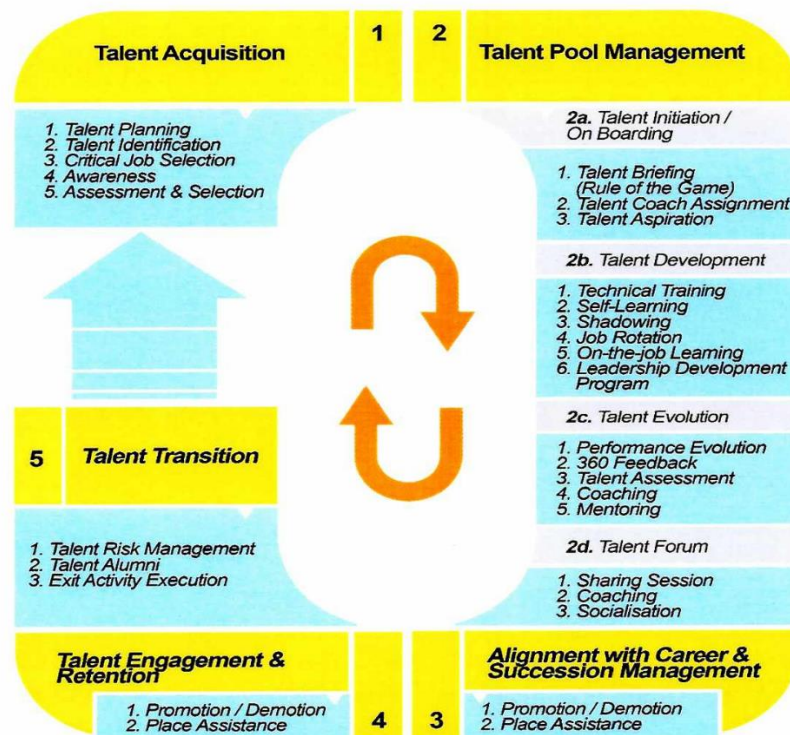 Talent Acquisition
1
2
Talent Pool Management
1. Talent Planning
2. Talent Identification
3. Critical Job Selection
4. Awareness
5. Assessment & Selection
2a. Talent Initiation /
On Boarding
1. Talent Briefing
(Rule of the Game)
2. Talent Coach Assignment
3. Talent Aspiration
2b. Talent Development
1. Technical Training
2. Self-Learning
3. Shadowing
4. Job Rotation
5. On-the-job Learning
6. Leadership Development
Program
2c. Talent Evolution
1. Performance Evolution
2. 360 Feedback
3. Talent Assessment
4. Coaching
5. Mentoring
2d. Talent Forum
1. Sharing Session
2. Coaching
3. Socialisation
5
Talent Transition
1. Talent Risk Management
2. Talent Alumni
3. Exit Activity Execution
Talent Engagement &
Retention
1. Promotion / Demotion
2. Place Assistance
4
3
Alignment with Career &
Succession Management
1. Promotion / Demotion
2. Place Assistance